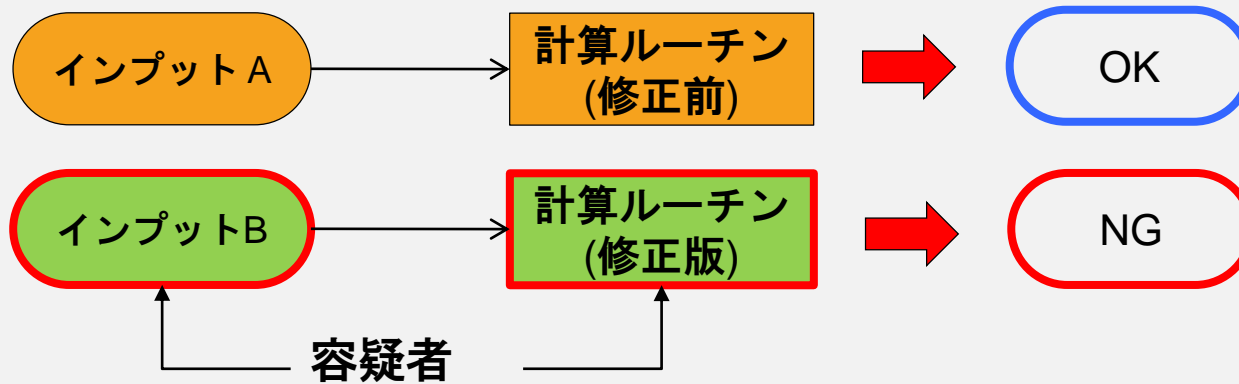 インプット A
計算ルーチン
(修正前)
OK
インプットB
計算ルーチン
(修正版)
NG
容疑者